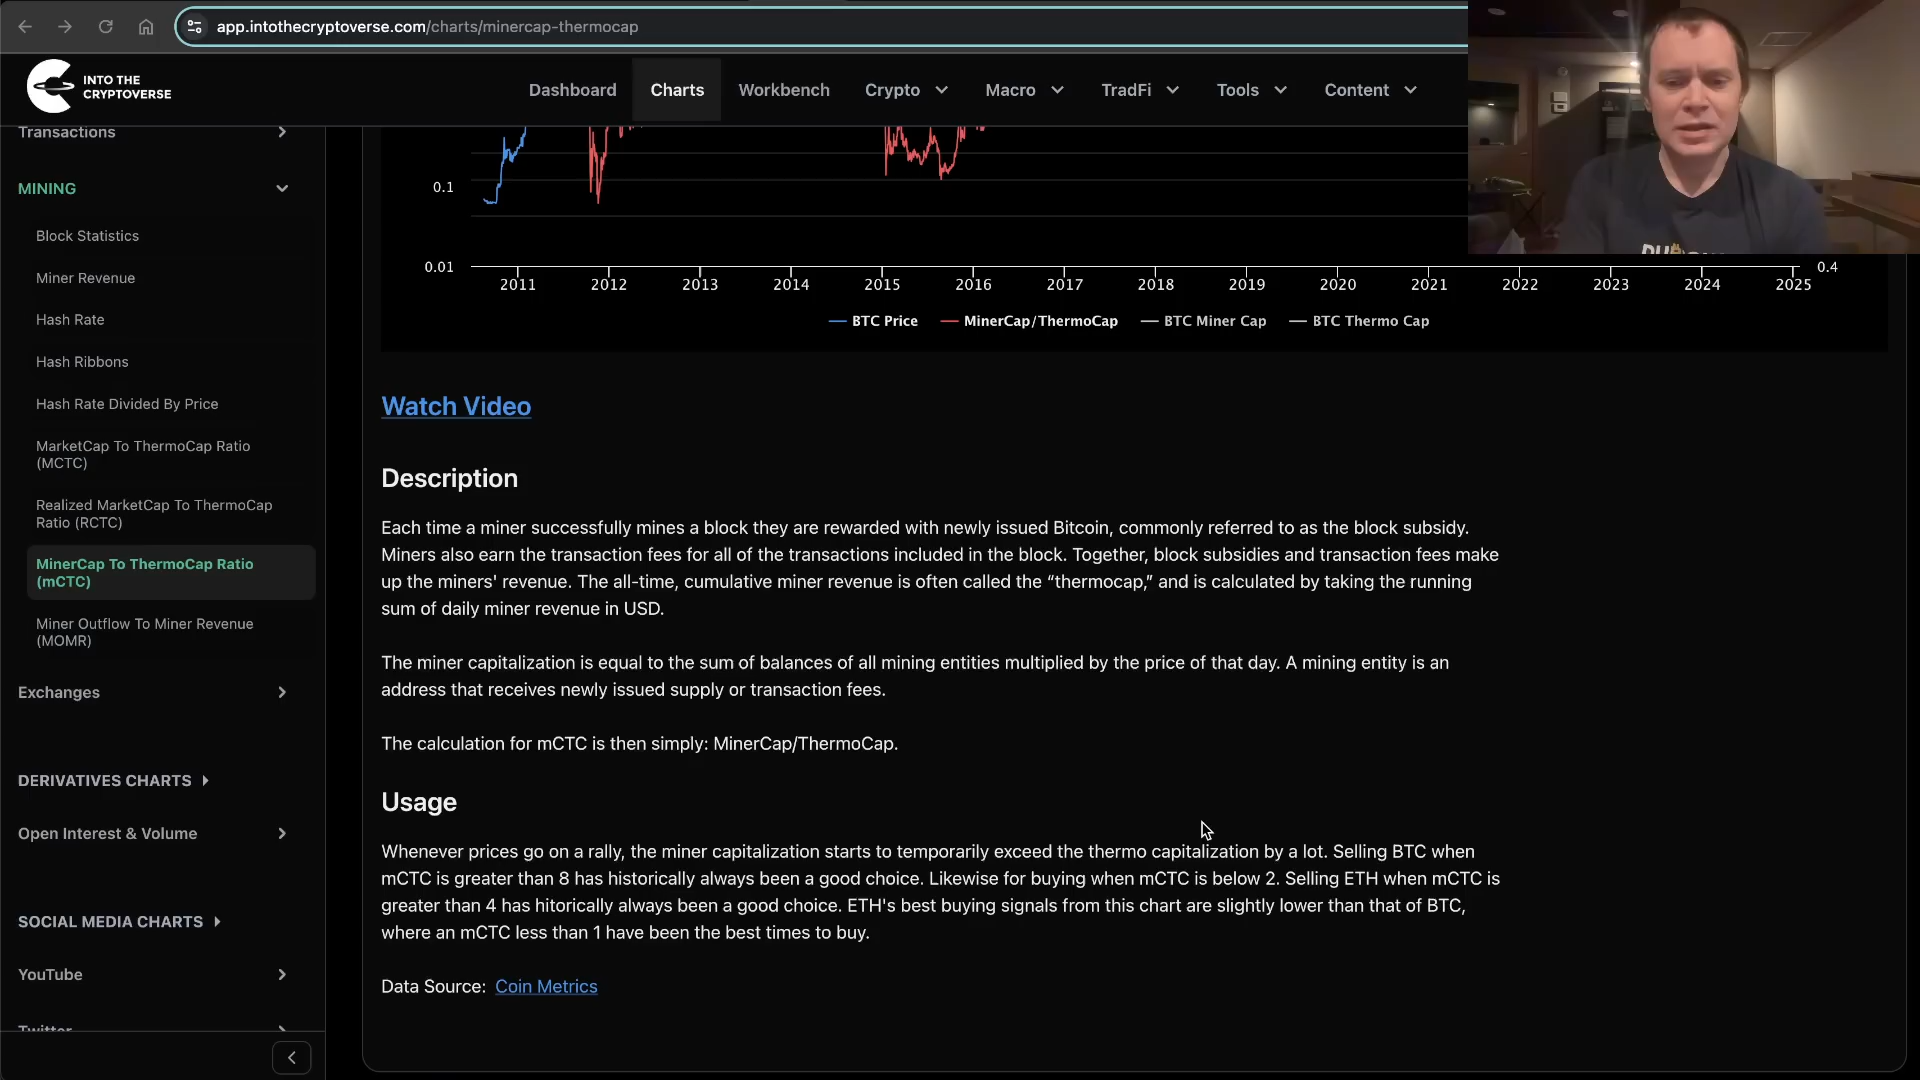 app.intothecryptoverse.com/charts/minercap-thermocap
INTO THE
CRYPTOVERSE
Dashboard
Charts
Workbench
Crypto
Macro
TradFi
Tools
Content
Transactions
MINING
Block Statistics
Miner Revenue
Hash Rate
Hash Ribbons
Hash Rate Divided By Price
MarketCap To ThermoCap Ratio
(MCTC)
Realized MarketCap To ThermoCap
Ratio (RCTC)
MinerCap To ThermoCap Ratio
(mCTC)
Miner Outflow To Miner Revenue
(MOMR)
Exchanges
DERIVATIVES CHARTS
Open Interest & Volume
SOCIAL MEDIA CHARTS
YouTube
Twitter
0.1
0.01
0.4
2011 2012 2013 2014 2015 2016 2017 2018 2019 2020 2021 2022 2023 2024 2025
BTC Price MinerCap/ThermoCap BTC Miner Cap BTC Thermo Cap
Watch Video
Description
Each time a miner successfully mines a block they are rewarded with newly issued Bitcoin, commonly referred to as the block subsidy.
Miners also earn the transaction fees for all of the transactions included in the block. Together, block subsidies and transaction fees make
up the miners' revenue. The all-time, cumulative miner revenue is often called the “thermocap,” and is calculated by taking the running
sum of daily miner revenue in USD.
The miner capitalization is equal to the sum of balances of all mining entities multiplied by the price of that day. A mining entity is an
address that receives newly issued supply or transaction fees.
The calculation for mCTC is then simply: MinerCap/ThermoCap.
Usage
Whenever prices go on a rally, the miner capitalization starts to temporarily exceed the thermo capitalization by a lot. Selling BTC when
mCTC is greater than 8 has historically always been a good choice. Likewise for buying when mCTC is below 2. Selling ETH when mCTC is
greater than 4 has hitorically always been a good choice. ETH's best buying signals from this chart are slightly lower than that of BTC,
where an mCTC less than 1 have been the best times to buy.
Data Source: Coin Metrics